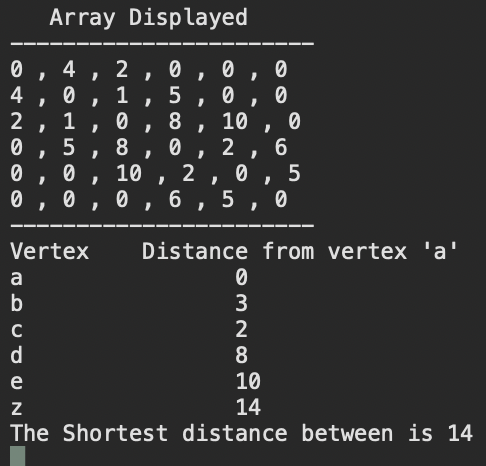 Array Displayed
-----------------------
0 , 4 , 2 , 0 , 0 , 0
4 , 0 , 1 , 5 , 0 , 0
2 , 1 , 0 , 8 , 10 , 0
0 , 5 , 8 , 0 , 2 , 6
0 , 0 , 10 , 2 , 0 , 5
0 , 0 , 0 , 6 , 5 , 0
-----------------------
Vertex    Distance from vertex 'a'
a                0
b                3
c                2
d                8
e                10
z                14
The Shortest distance between is 14